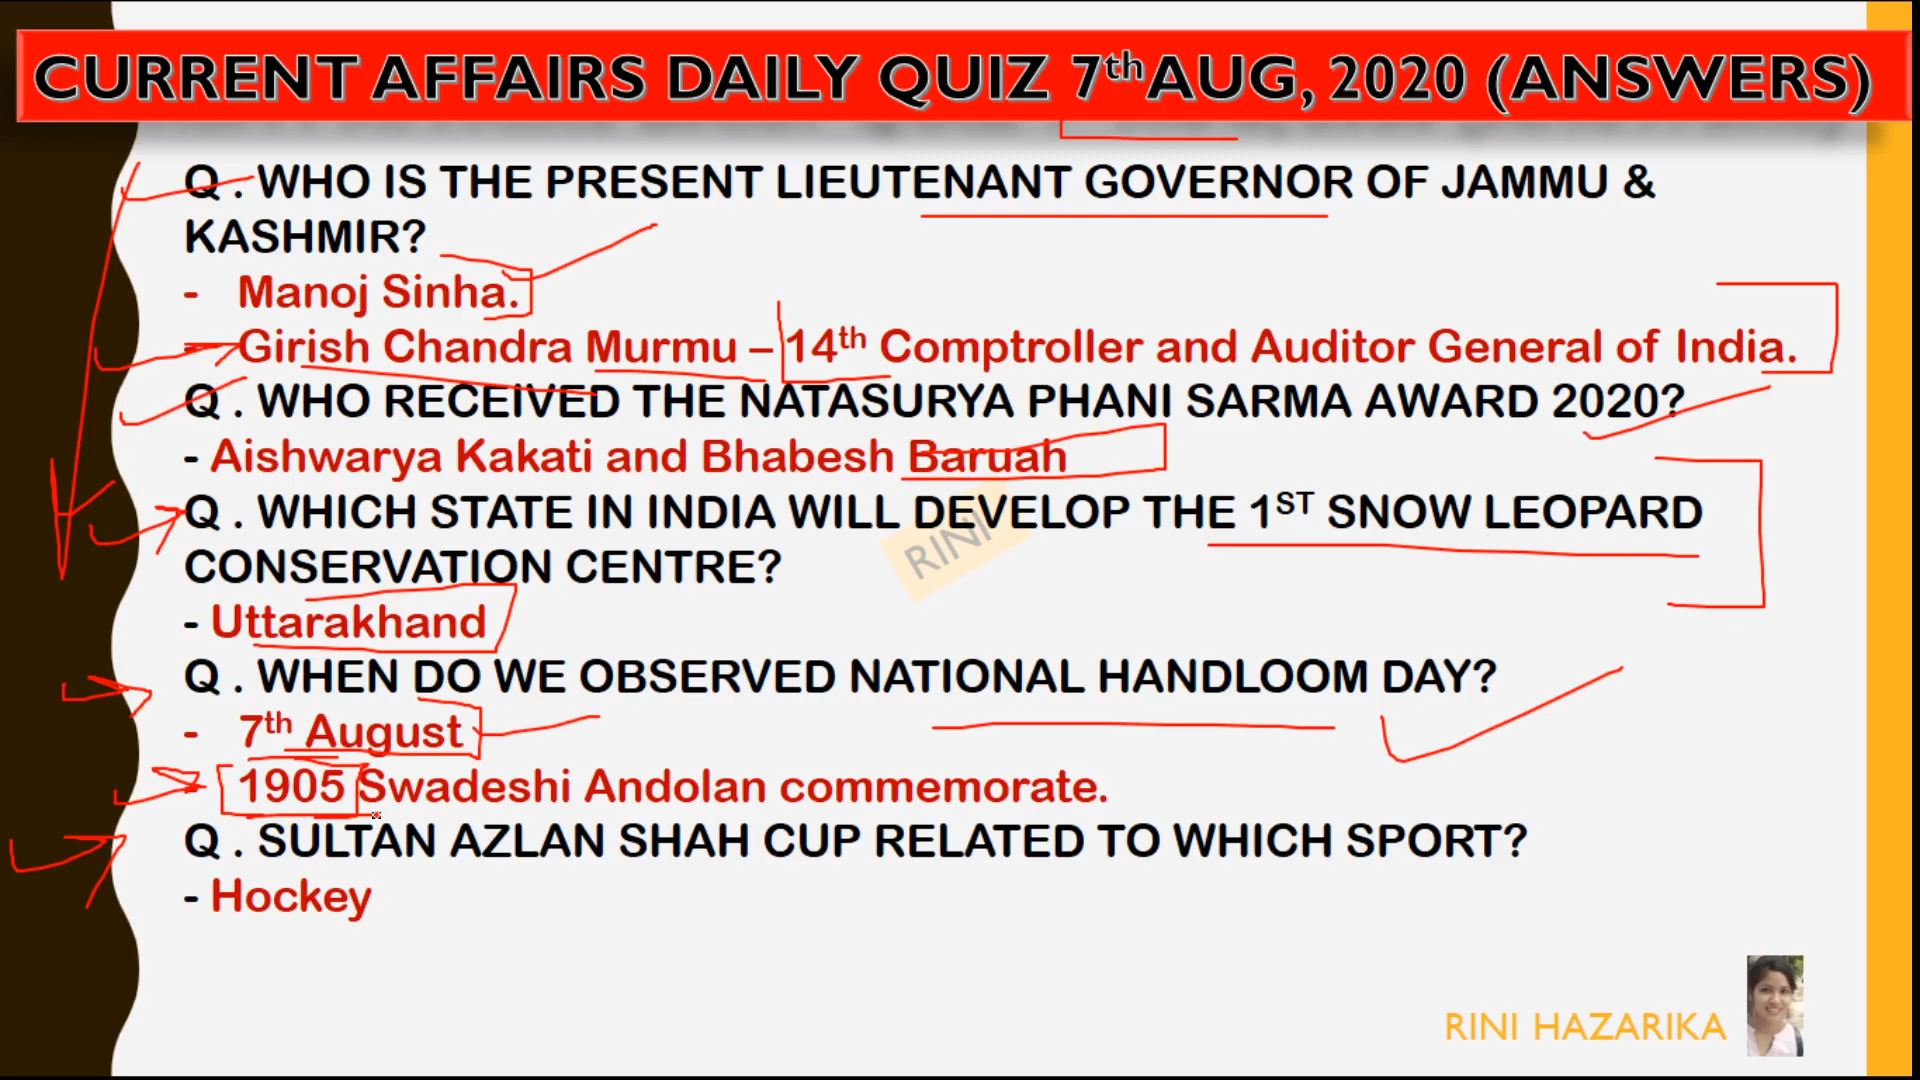 CURRENT AFFAIRS DAILY QUIZ 7th AUG, 2020 (ANSWERS)
Q . WHO IS THE PRESENT LIEUTENANT GOVERNOR OF JAMMU &
KASHMIR?
- Manoj Sinha.
- Girish Chandra Murmu – 14th Comptroller and Auditor General of India.
Q . WHO RECEIVED THE NATASURYA PHANI SARMA AWARD 2020?
- Aishwarya Kakati and Bhabesh Baruah
Q . WHICH STATE IN INDIA WILL DEVELOP THE 1ST SNOW LEOPARD
CONSERVATION CENTRE?
- Uttarakhand
Q . WHEN DO WE OBSERVED NATIONAL HANDLOOM DAY?
- 7th August
- 1905 Swadeshi Andolan commemorate.
Q . SULTAN AZLAN SHAH CUP RELATED TO WHICH SPORT?
- Hockey
RINI
RINI HAZARIKA